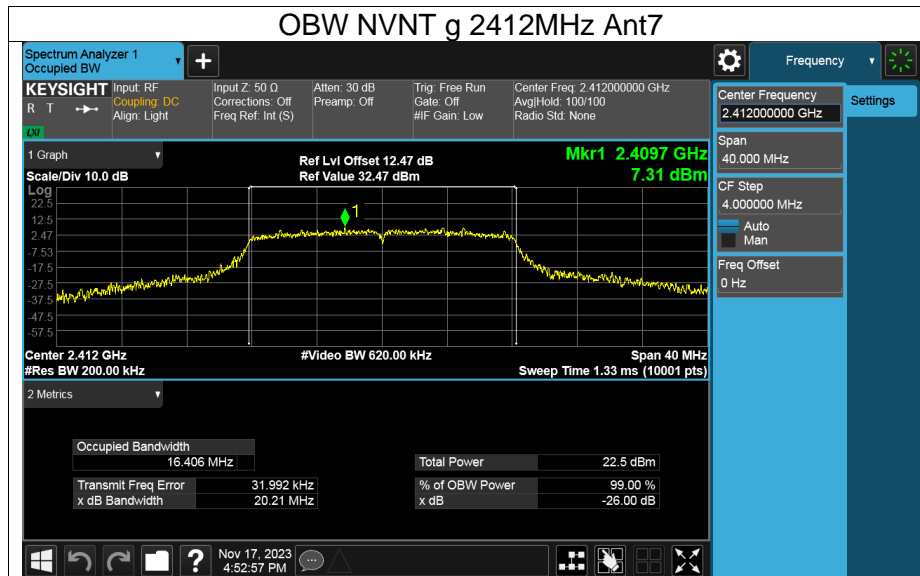 OBW NVNT g 2412MHz Ant7
Spectrum Analyzer 1
Occupied BW
+
Frequency
KEYSIGHT
R T
LXI
Input: RF
Coupling: DC
Align: Light
Input Z: 50 Ω
Corrections: Off
Freq Ref: Int (S)
Atten: 30 dB
Preamp: Off
Trig: Free Run
Gate: Off
#IF Gain: Low
Center Freq: 2.412000000 GHz
Avg|Hold: 100/100
Radio Std: None
Center Frequency
2.412000000 GHz
Settings
Span
40.000 MHz
CF Step
4.000000 MHz
Auto
Man
Freq Offset
0 Hz
1 Graph
Scale/Div 10.0 dB
Ref Lvl Offset 12.47 dB
Ref Value 32.47 dBm
Mkr1 2.4097 GHz
7.31 dBm
Log
22.5
12.5
2.47
-7.53
-17.5
-27.5
-37.5
-47.5
-57.5
1
Center 2.412 GHz
#Video BW 620.00 kHz
Span 40 MHz
#Res BW 200.00 kHz
Sweep Time 1.33 ms (10001 pts)
2 Metrics
Occupied Bandwidth
16.406 MHz
Total Power 22.5 dBm
Transmit Freq Error 31.992 kHz
% of OBW Power 99.00 %
x dB Bandwidth 20.21 MHz
x dB -26.00 dB
?
Nov 17, 2023
4:52:57 PM